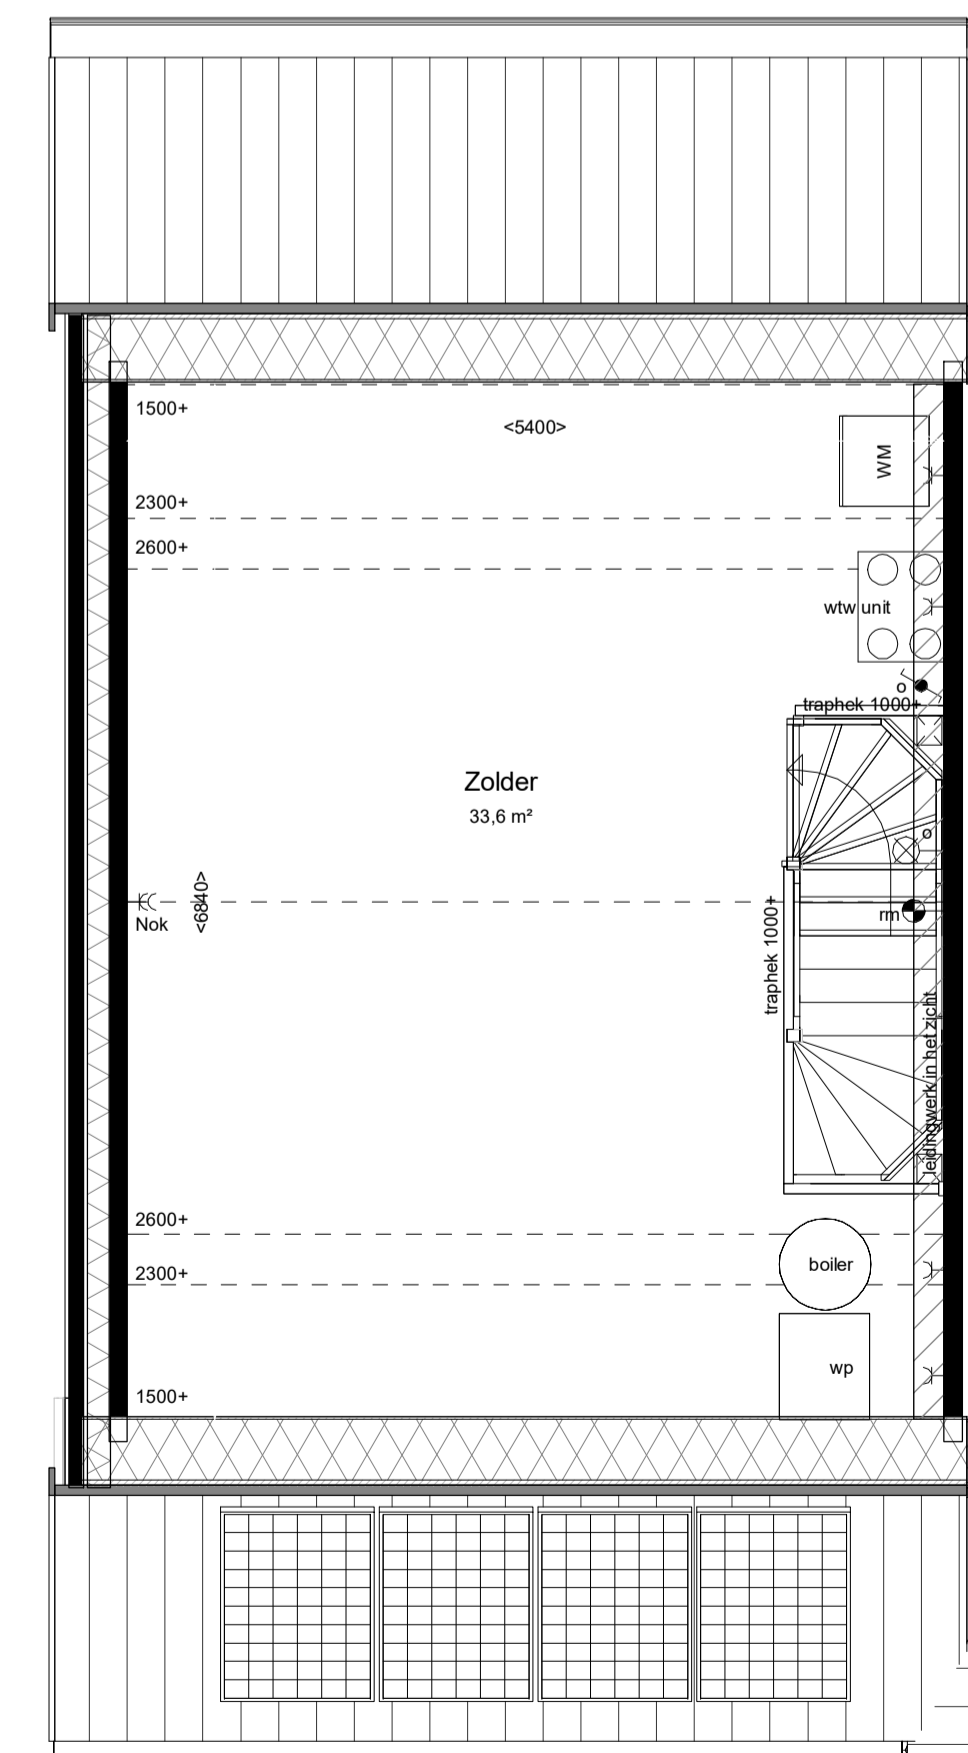 1500+
<5400>
WM
2300+
2600+
wtw unit
o
traphek 1000+
Zolder
33,6 m²
o
<6840>
Nok
rm
traphek 1000+
leidingwerk in het zicht
2600+
boiler
2300+
wp
1500+